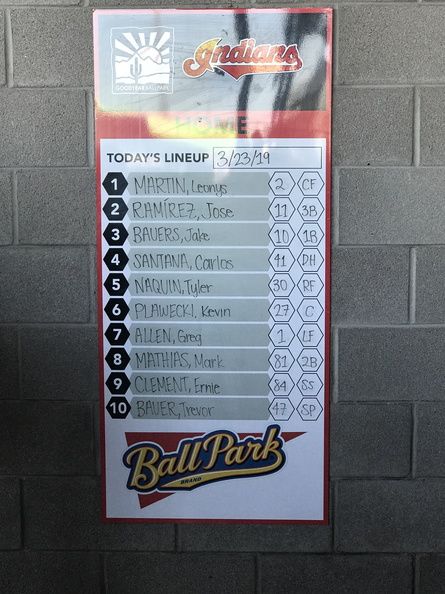 GOODYEAR BALLPARK
Indians
HOME
TODAY'S LINEUP 3/23/19
1 MARTIN, Leonys 2 CF
2 RAMÍREZ, Jose 11 3B
3 BAUERS, Jake 10 1B
4 SANTANA, Carlos 41 DH
5 NAQUIN, Tyler 30 RF
6 PLAWECKI, Kevin 27 C
7 ALLEN, Greg 1 LF
8 MATHIAS, Mark 81 2B
9 CLEMENT, Ernie 84 SS
10 BAUER, Trevor 47 SP
Ball Park
BRAND